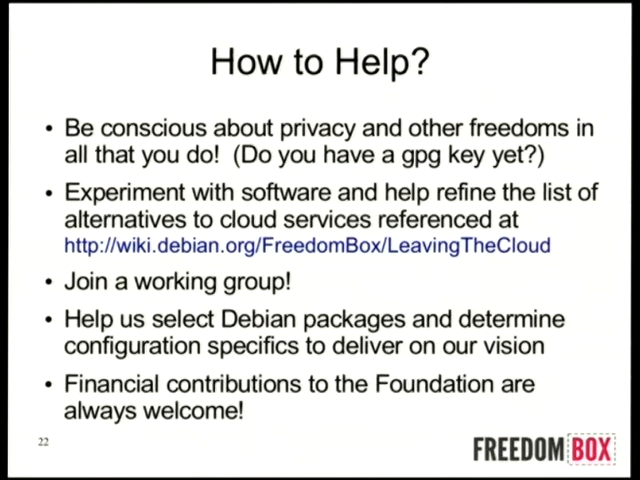 How to Help?
• Be conscious about privacy and other freedoms in
all that you do!  (Do you have a gpg key yet?)
• Experiment with software and help refine the list of
alternatives to cloud services referenced at
http://wiki.debian.org/FreedomBox/LeavingTheCloud
• Join a working group!
• Help us select Debian packages and determine
configuration specifics to deliver on our vision
• Financial contributions to the Foundation are
always welcome!
22
FREEDOMBOX